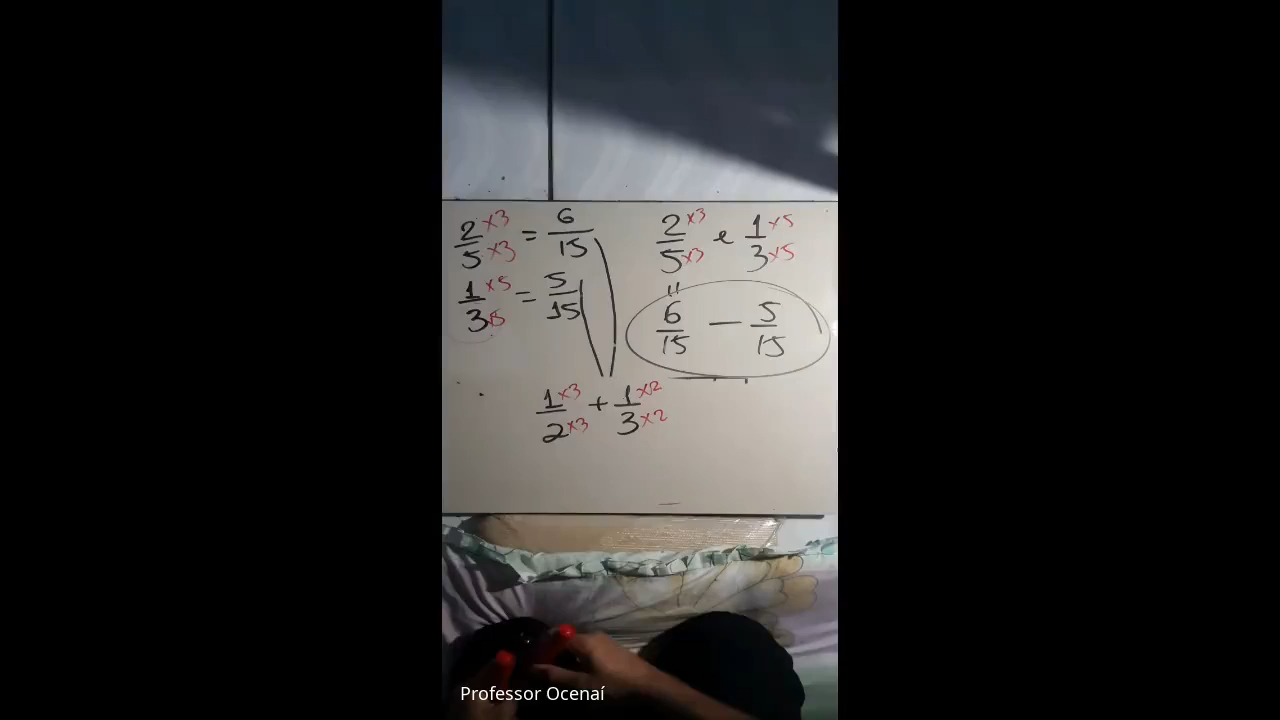 2/5 ×3 ×3 = 6/15
1/3 ×5 ×5 = 5/15
2/5 ×3 ×3 e 1/3 ×5 ×5
=
6/15 - 5/15
1/2 ×3 ×3 + 1/3 ×2 ×2
Professor Ocenaí